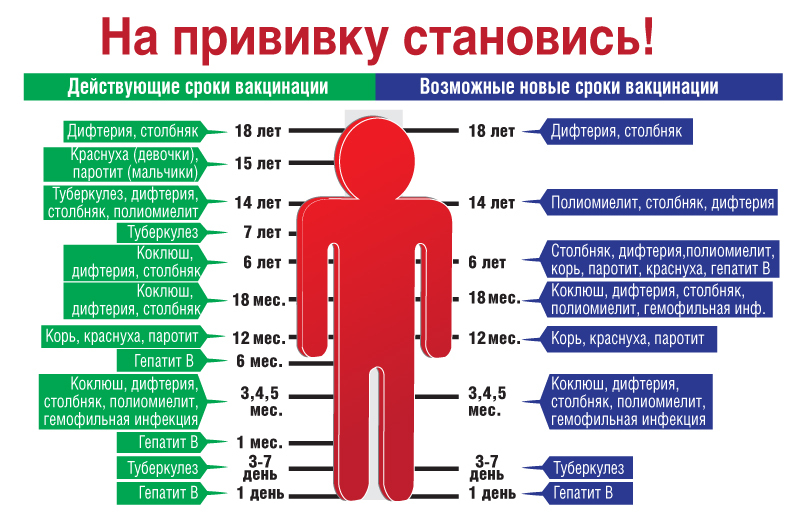 На прививку становись!
Действующие сроки вакцинации
Возможные новые сроки вакцинации
Дифтерия, столбняк
18 лет
Краснуха (девочки),
паротит (мальчики)
15 лет
Туберкулез, дифтерия,
столбняк, полиомиелит
14 лет
Туберкулез
7 лет
Коклюш,
дифтерия, столбняк
6 лет
Коклюш,
дифтерия, столбняк
18 мес.
Корь, краснуха, паротит
12 мес.
Гепатит В
6 мес.
Коклюш, дифтерия,
столбняк, полиомиелит,
гемофильная инфекция
3,4,5
мес.
Гепатит В
1 мес.
Туберкулез
3-7
день
Гепатит В
1 день
18 лет
Дифтерия, столбняк
14 лет
Полиомиелит, столбняк, дифтерия
6 лет
Столбняк, дифтерия,полиомиелит,
корь, паротит, краснуха, гепатит В
18 мес.
Коклюш, дифтерия, столбняк,
полиомиелит, гемофильная инф.
12 мес.
Корь, краснуха, паротит
3,4,5
мес.
Коклюш, дифтерия,
столбняк, полиомиелит,
гемофильная инфекция
3-7
день
Туберкулез
1 день
Гепатит В